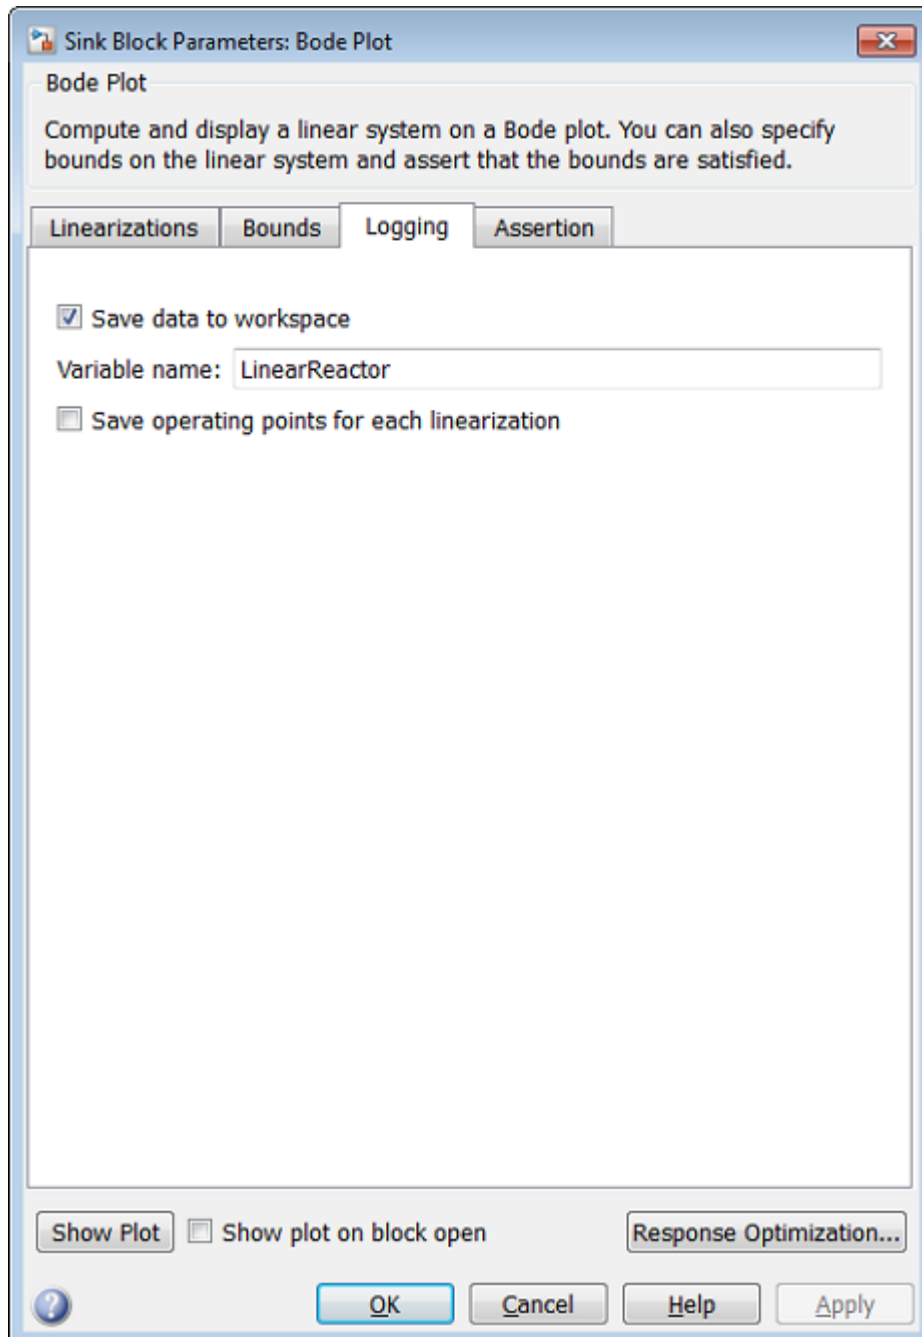 Sink Block Parameters: Bode Plot
Bode Plot
Compute and display a linear system on a Bode plot. You can also specify
bounds on the linear system and assert that the bounds are satisfied.
Linearizations Bounds Logging Assertion
Save data to workspace
Variable name: LinearReactor
Save operating points for each linearization
Show Plot Show plot on block open Response Optimization...
? OK Cancel Help Apply